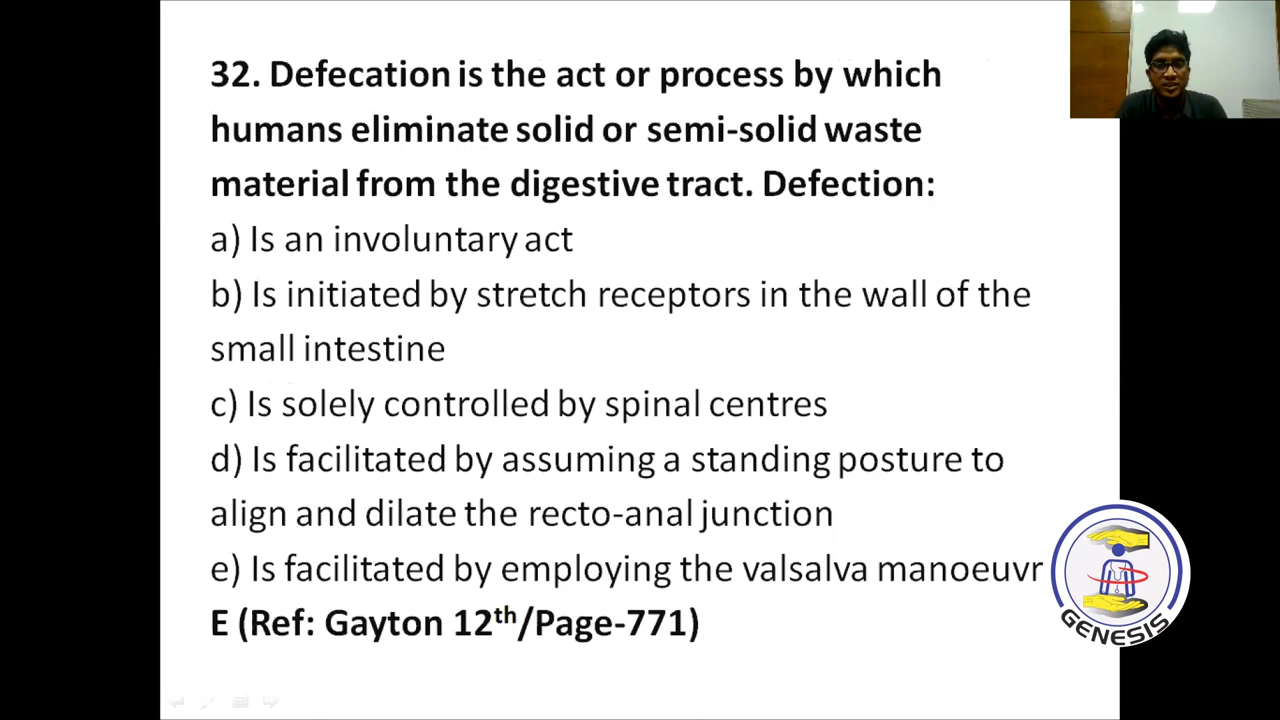 32. Defecation is the act or process by which
humans eliminate solid or semi-solid waste
material from the digestive tract. Defection:
a) Is an involuntary act
b) Is initiated by stretch receptors in the wall of the
small intestine
c) Is solely controlled by spinal centres
d) Is facilitated by assuming a standing posture to
align and dilate the recto-anal junction
e) Is facilitated by employing the valsalva manoeuvr
E (Ref: Gayton 12th/Page-771)
GENESIS